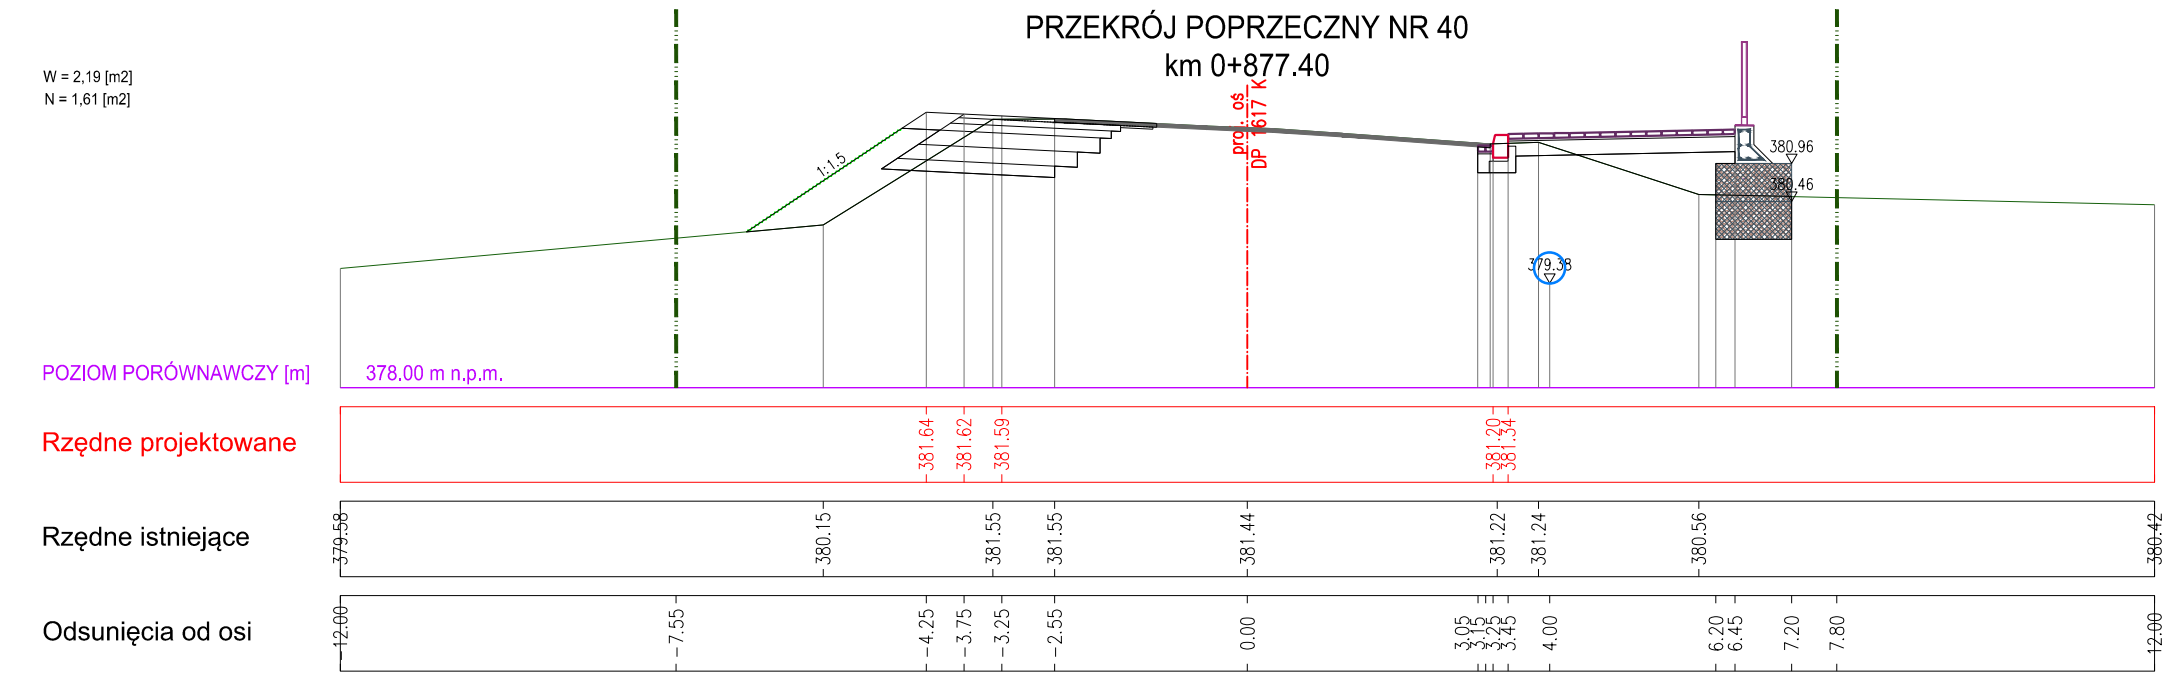 PRZEKRÓJ POPRZECZNY NR 40
km 0+877.40
W = 2,19 [m2]
N = 1,61 [m2]
proj. oś
DP 1617 K
1:1.5
380.96
380.46
379.38
POZIOM PORÓWNAWCZY [m] 378.00 m n.p.m.
Rzędne projektowane 381.64 381.62 381.59 381.20 381.34
Rzędne istniejące 379.58 380.15 381.55 381.55 381.44 381.22 381.24 380.56 380.42
Odsunięcia od osi -12.00 -7.55 -4.25 -3.75 -3.25 -2.55 0.00 3.05 3.15 3.25 3.45 4.00 6.20 6.45 7.20 7.80 12.00